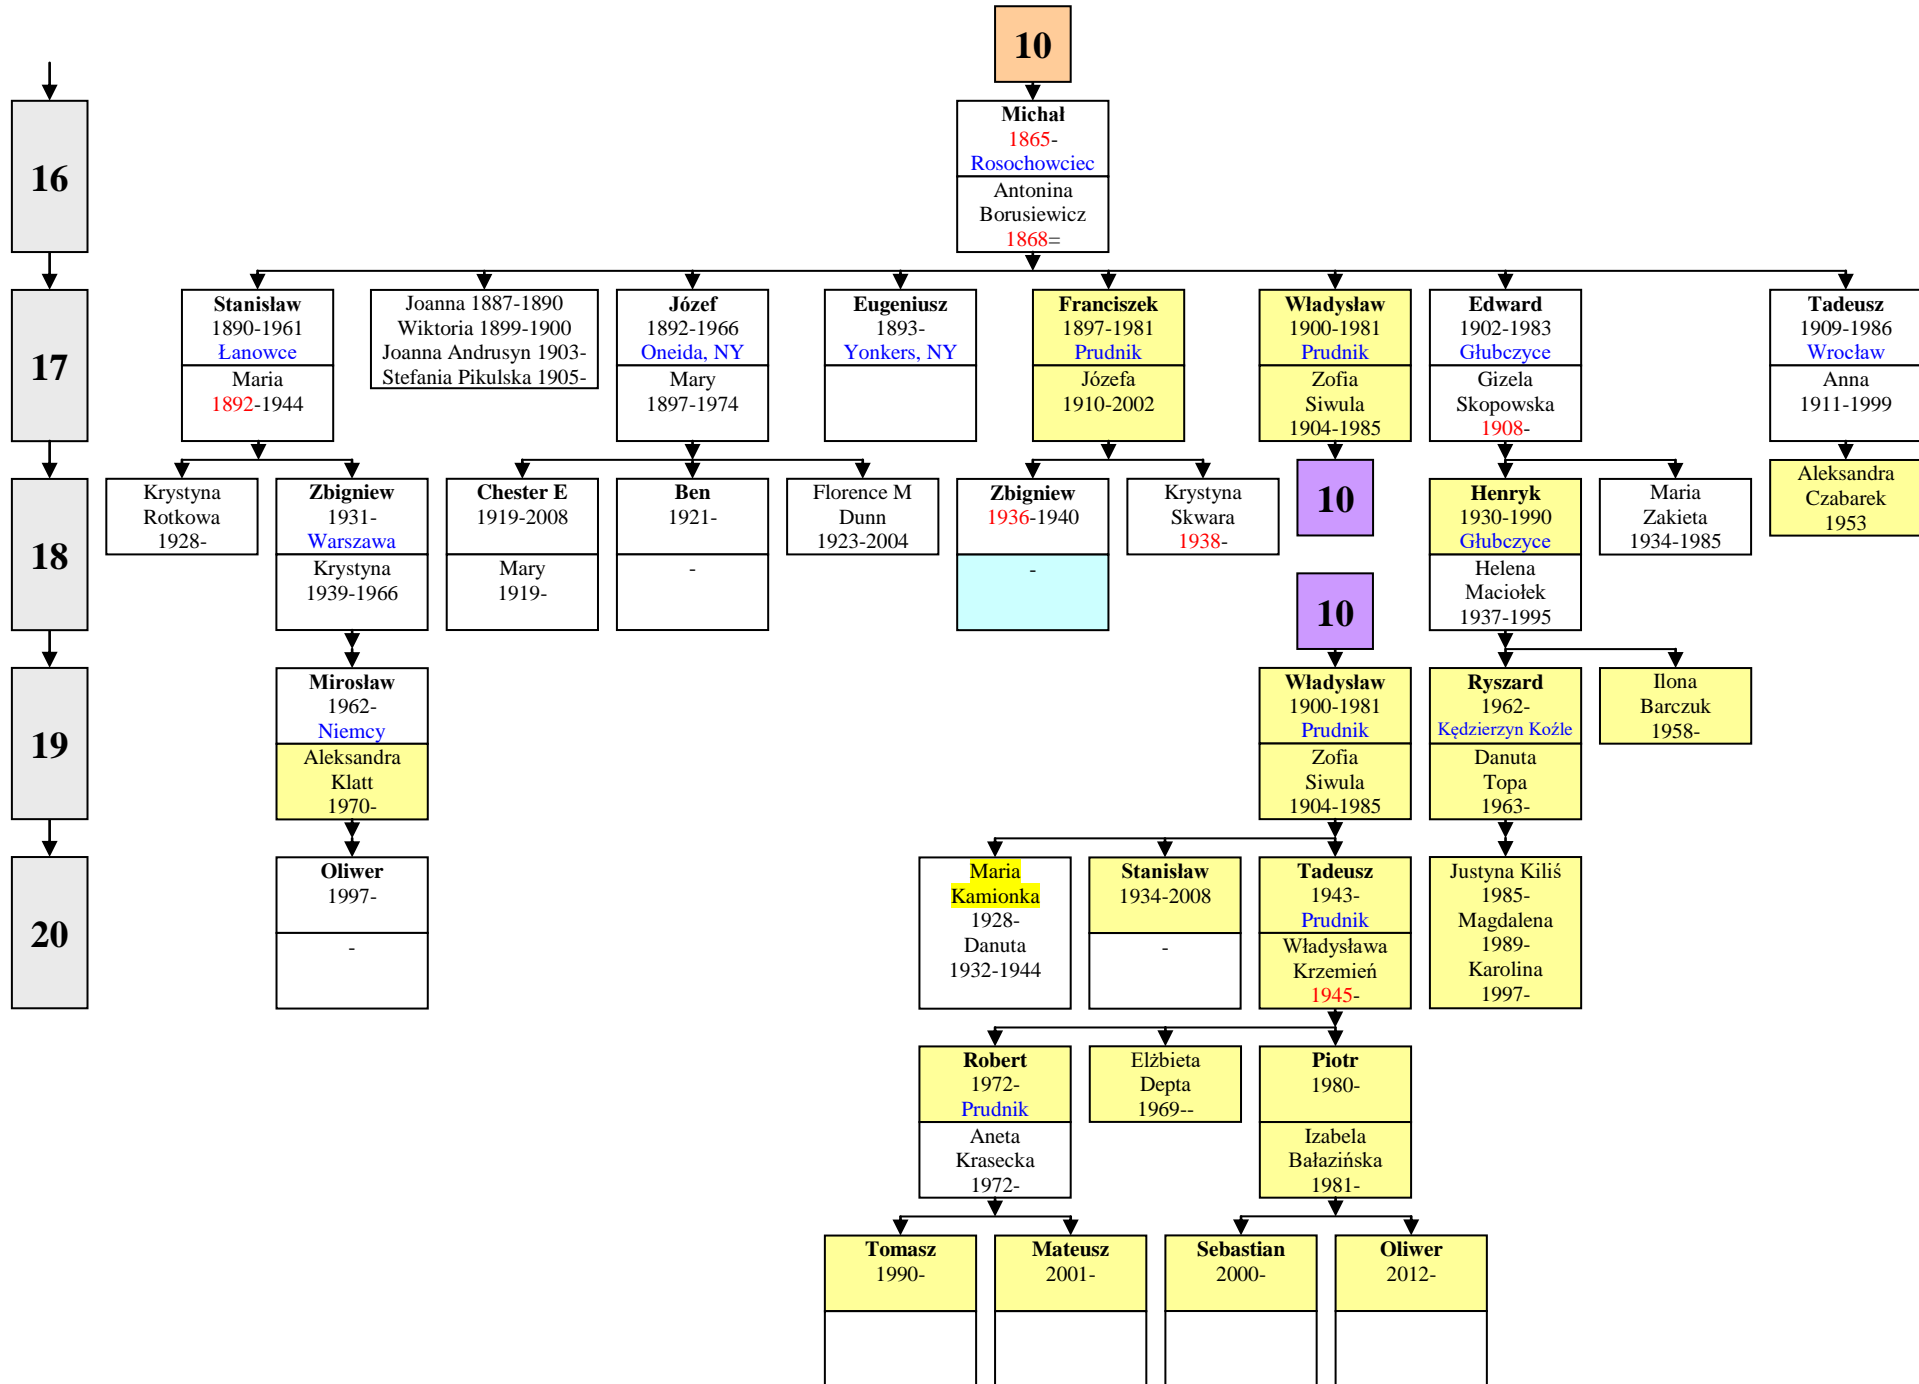 10
16
Michał
1865-
Rosochowciec
Antonina
Borusiewicz
1868=
17
Stanisław
1890-1961
Łanowce
Maria
1892-1944
Joanna 1887-1890
Wiktoria 1899-1900
Joanna Andrusyn 1903-
Stefania Pikulska 1905-
Józef
1892-1966
Oneida, NY
Mary
1897-1974
Eugeniusz
1893-
Yonkers, NY
Franciszek
1897-1981
Prudnik
Józefa
1910-2002
Władysław
1900-1981
Prudnik
Zofia
Siwula
1904-1985
Edward
1902-1983
Głubczyce
Gizela
Skopowska
1908-
Tadeusz
1909-1986
Wrocław
Anna
1911-1999
18
Krystyna
Rotkowa
1928-
Zbigniew
1931-
Warszawa
Krystyna
1939-1966
Chester E
1919-2008
Mary
1919-
Ben
1921-
-
Florence M
Dunn
1923-2004
Zbigniew
1936-1940
-
Krystyna
Skwara
1938-
10
Henryk
1930-1990
Głubczyce
Helena
Maciołek
1937-1995
Maria
Zakieta
1934-1985
Aleksandra
Czabarek
1953
10
19
Mirosław
1962-
Niemcy
Aleksandra
Klatt
1970-
Władysław
1900-1981
Prudnik
Zofia
Siwula
1904-1985
Ryszard
1962-
Kędzierzyn Koźle
Danuta
Topa
1963-
Ilona
Barczuk
1958-
20
Oliwer
1997-
-
Maria
Kamionka
1928-
Danuta
1932-1944
Stanisław
1934-2008
-
Tadeusz
1943-
Prudnik
Władysława
Krzemień
1945-
Justyna Kiliś
1985-
Magdalena
1989-
Karolina
1997-
Robert
1972-
Prudnik
Aneta
Krasecka
1972-
Elżbieta
Depta
1969--
Piotr
1980-
Izabela
Bałazińska
1981-
Tomasz
1990-
Mateusz
2001-
Sebastian
2000-
Oliwer
2012-